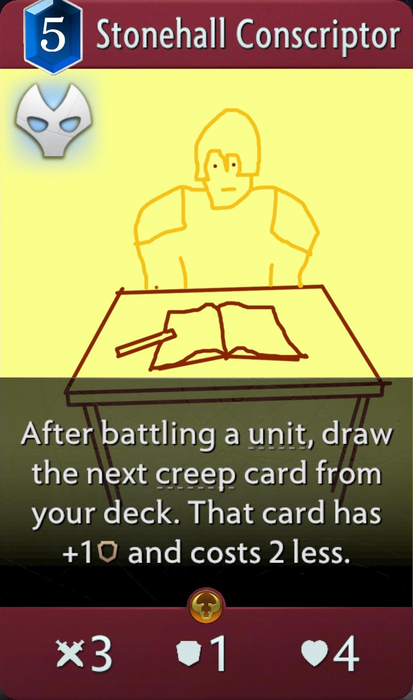 5 Stonehall Conscriptor
After battling a unit, draw
the next creep card from
your deck. That card has
+1 and costs 2 less.
3 1 4